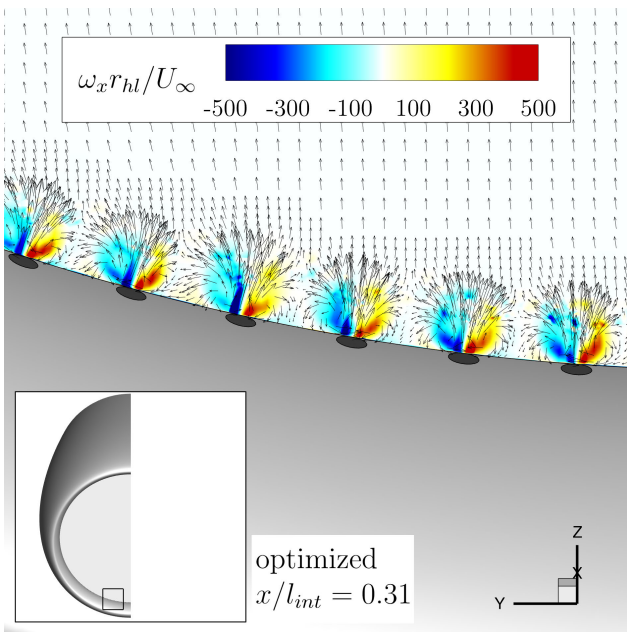 ω_x r_hl/U_∞
-500 -300 -100 100 300 500
optimized
x/l_int = 0.31
Z
X
Y